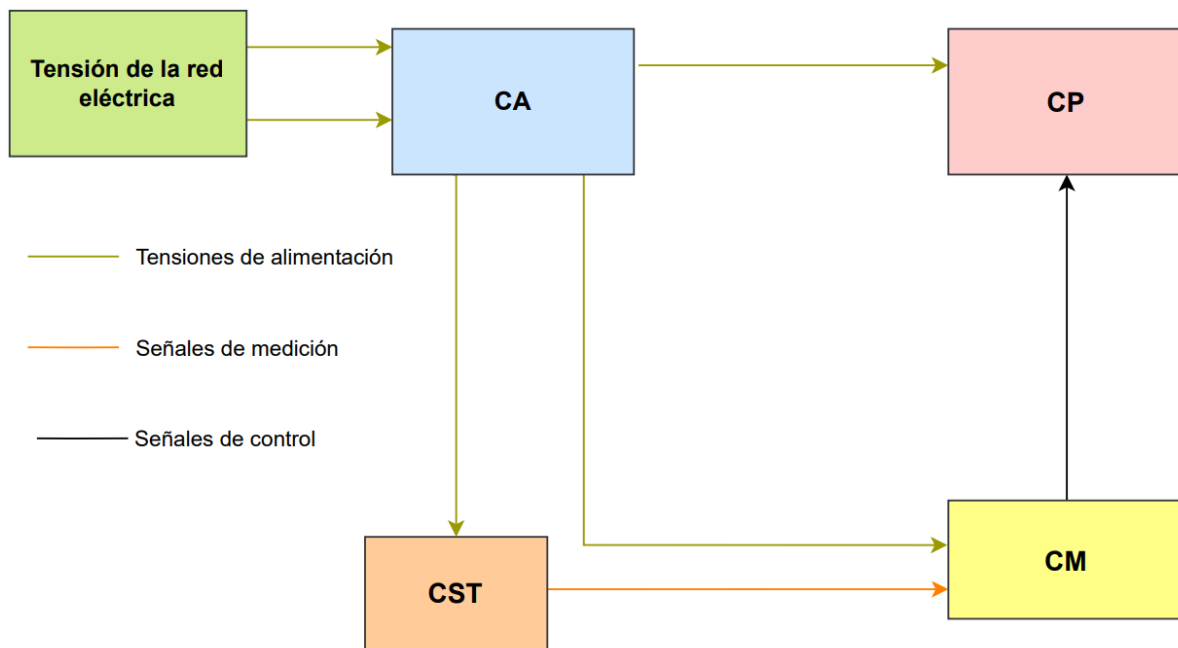 Tensión de la red
eléctrica
CA
CP
Tensiones de alimentación
Señales de medición
Señales de control
CST
CM